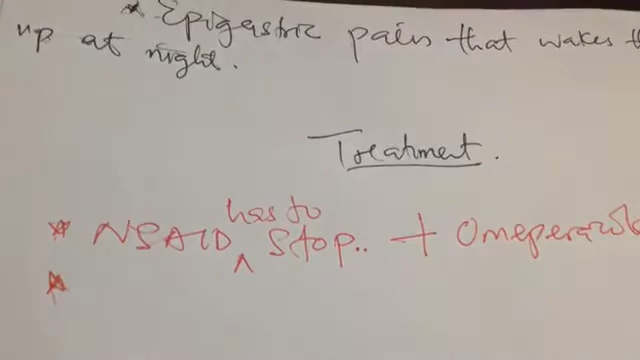 * Epigastric pain that wakes
up at night.
Treatment.
* NSAID has to stop.. + Omeperazole
*